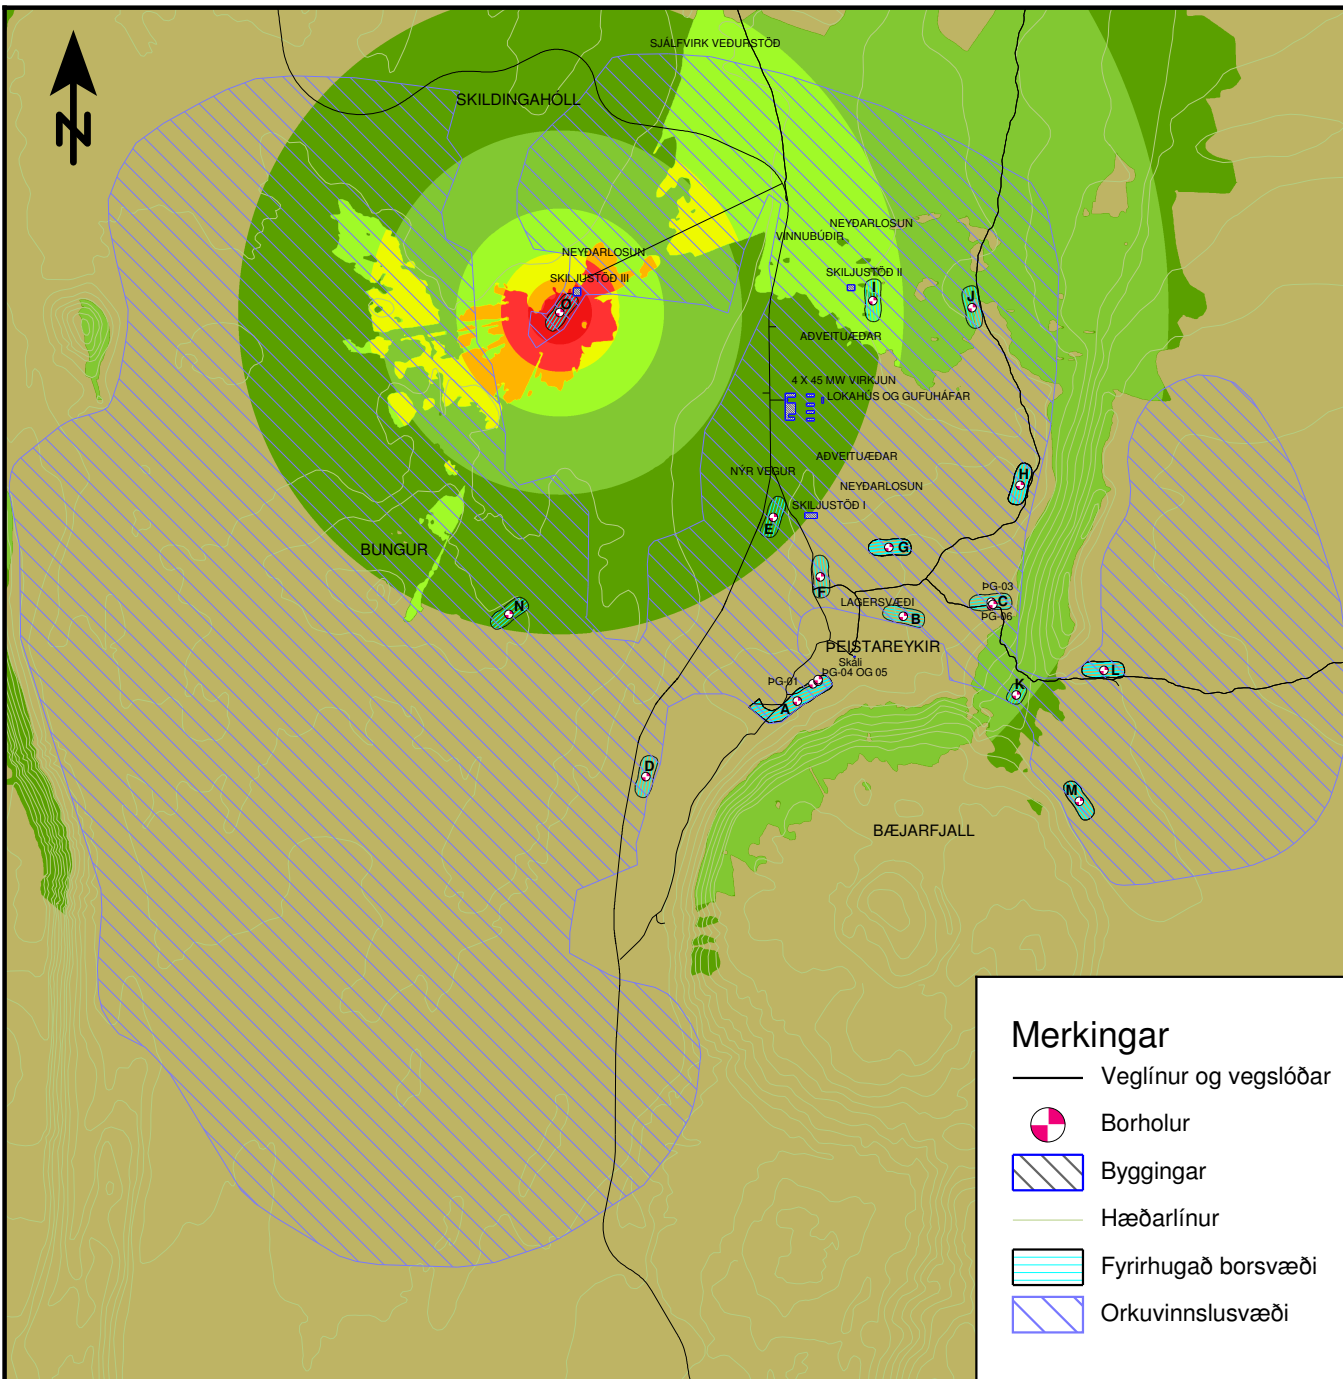 N
SJÁLFVIRK VEÐURSTÖÐ
SKILDINGAHÓLL
NEYÐARLOSUN
VINNUBÚÐIR
NEYÐARLOSUN
SKILJUSTÖÐ III
SKILJUSTÖÐ II
I
J
O
AÐVEITUÆÐAR
4 X 45 MW VIRKJUN
LOKAHÚS OG GUFUHÁFAR
AÐVEITUÆÐAR
NÝR VEGUR
H
NEYÐARLOSUN
SKILJUSTÖÐ I
E
BUNGUR
G
F
ÞG-03
LAGERSVÆÐI
C
N
B
ÞG-06
ÞEISTAREYKIR
Skáli
ÞG-04 OG 05
ÞG-01
L
K
A
D
M
BÆJARFJALL
Merkingar
Veglínur og vegslóðar
Borholur
Byggingar
Hæðarlínur
Fyrirhugað borsvæði
Orkuvinnslusvæði